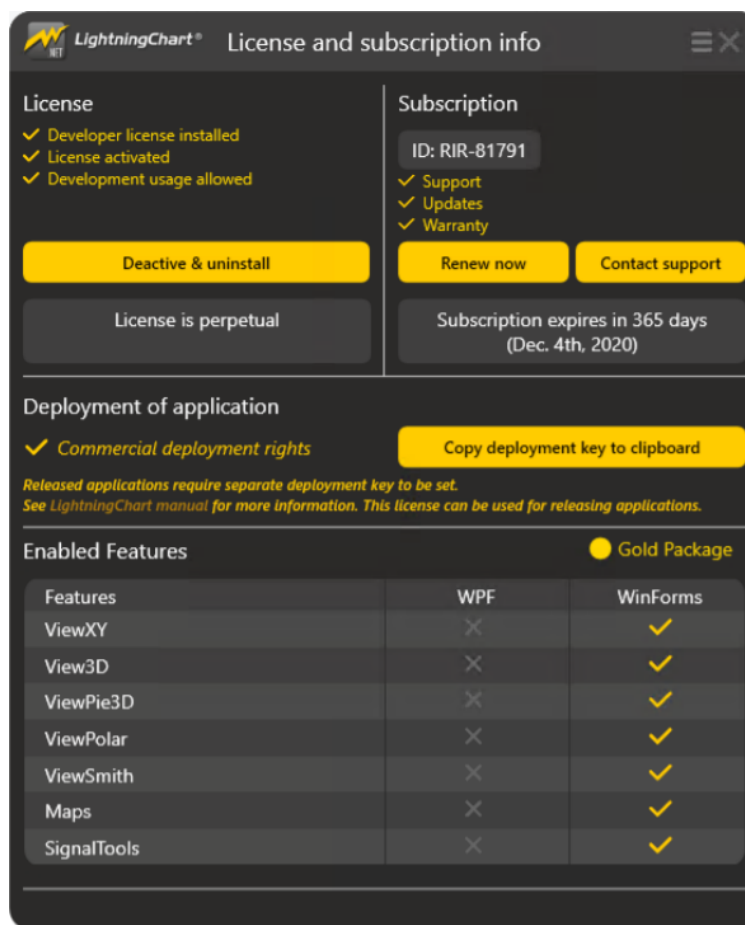 LightningChart® License and subscription info
.NET
License
Developer license installed
License activated
Development usage allowed
Deactive & uninstall
License is perpetual
Subscription
ID: RIR-81791
Support
Updates
Warranty
Renew now Contact support
Subscription expires in 365 days
(Dec. 4th, 2020)
Deployment of application
Commercial deployment rights Copy deployment key to clipboard
Released applications require separate deployment key to be set.
See LightningChart manual for more information. This license can be used for releasing applications.
Enabled Features Gold Package
Features WPF WinForms
ViewXY
View3D
ViewPie3D
ViewPolar
ViewSmith
Maps
SignalTools